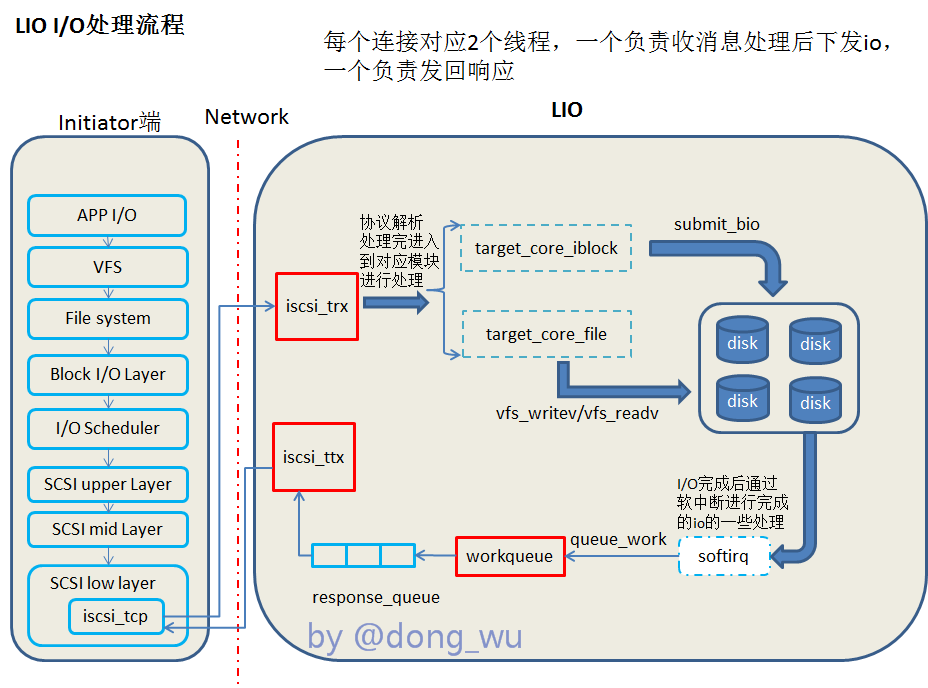 LIO I/O处理流程
每个连接对应2个线程，一个负责收消息处理后下发io，
一个负责发回响应
Initiator端
Network
LIO
APP I/O
VFS
File system
Block I/O Layer
I/O Scheduler
SCSI upper Layer
SCSI mid Layer
SCSI low layer
iscsi_tcp
iscsi_trx
协议解析
处理完进入
到对应模块
进行处理
target_core_iblock
submit_bio
target_core_file
vfs_writev/vfs_readv
disk
disk
disk
disk
I/O完成后通过
软中断进行完成
的io的一些处理
softirq
queue_work
workqueue
response_queue
iscsi_ttx
by @dong_wu